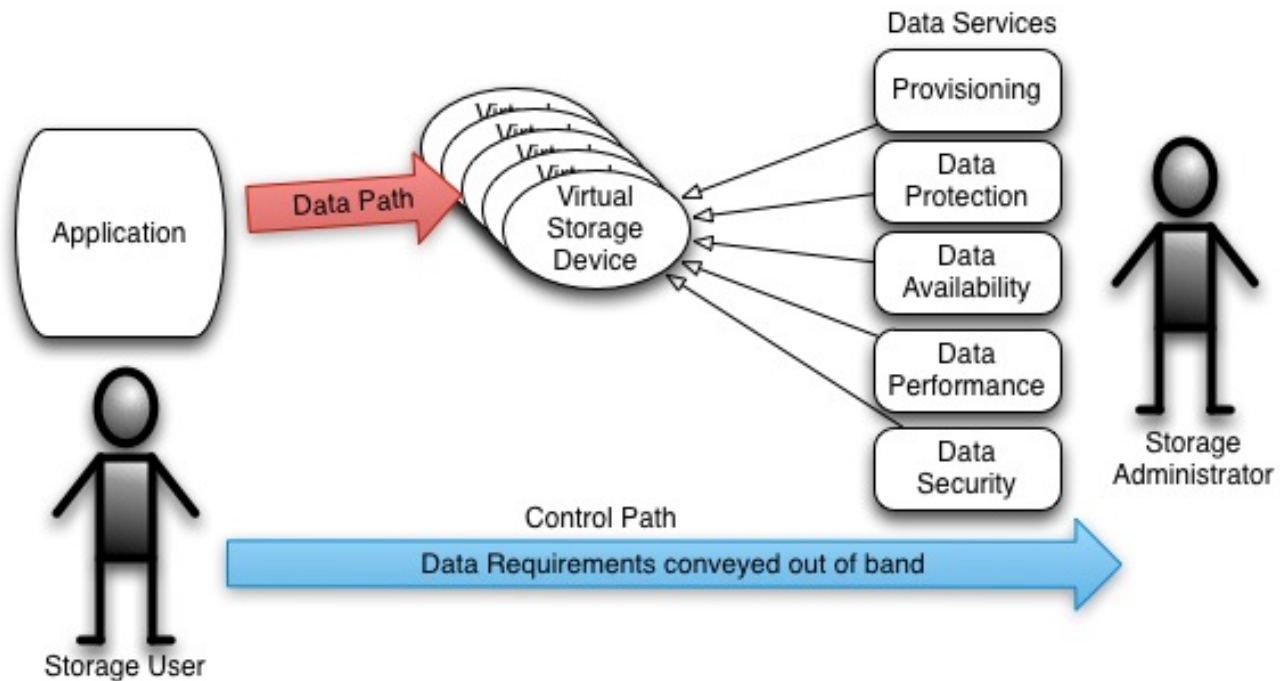 Data Services
Provisioning
Data
Protection
Data
Availability
Data
Performance
Data
Security
Application
Data Path
Virtual
Storage
Device
Storage
Administrator
Control Path
Data Requirements conveyed out of band
Storage User